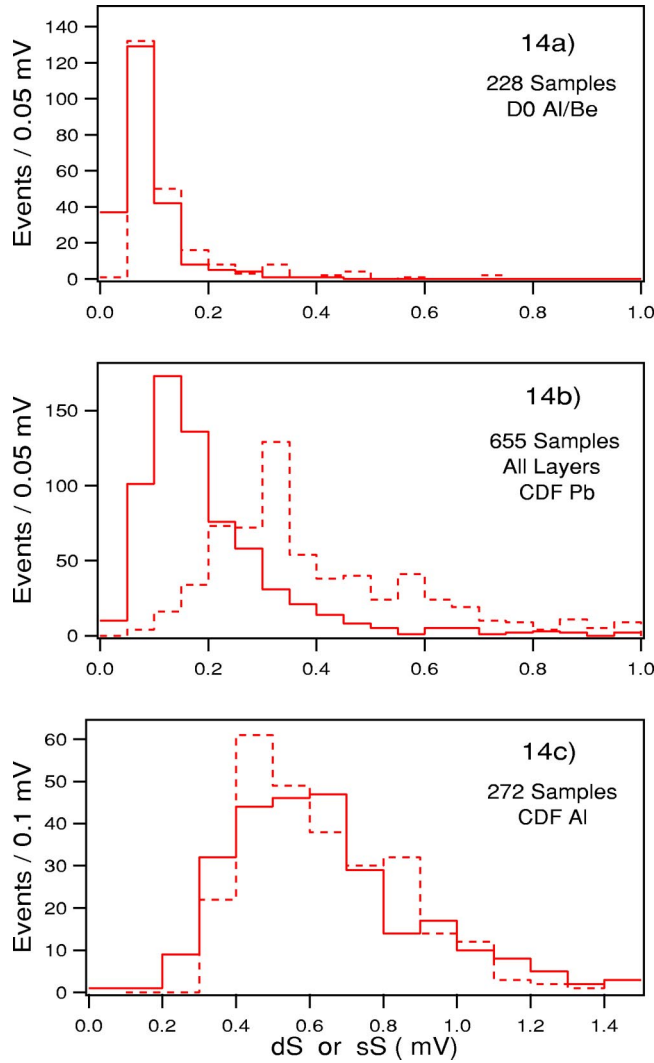 14a)
228 Samples
D0 Al/Be
Events / 0.05 mV
140
120
100
80
60
40
20
0
0.0 0.2 0.4 0.6 0.8 1.0
14b)
655 Samples
All Layers
CDF Pb
Events / 0.05 mV
150
100
50
0
0.0 0.2 0.4 0.6 0.8 1.0
14c)
272 Samples
CDF Al
Events / 0.1 mV
60
50
40
30
20
10
0
0.0 0.2 0.4 0.6 0.8 1.0 1.2 1.4
dS or sS ( mV)